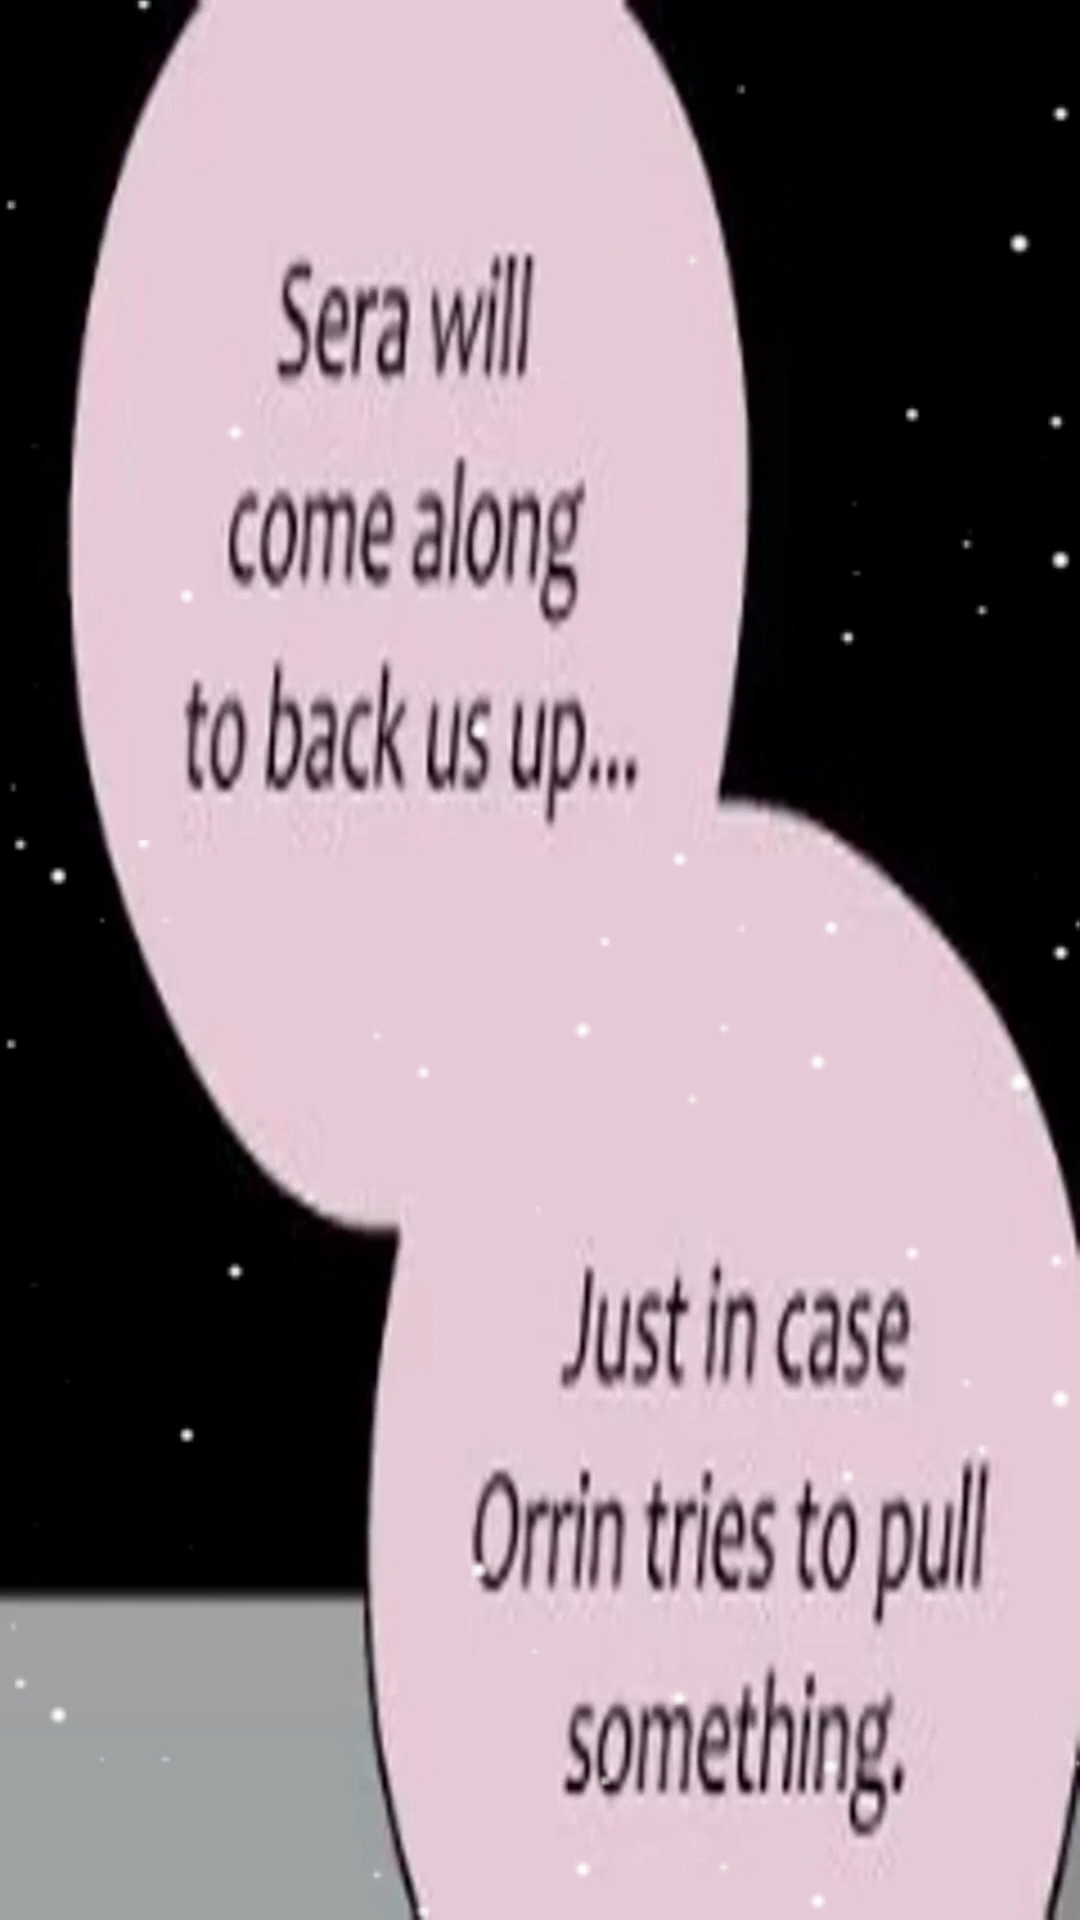 Sera will
come along
to back us up...
Just in case
Orrin tries to pull
something.